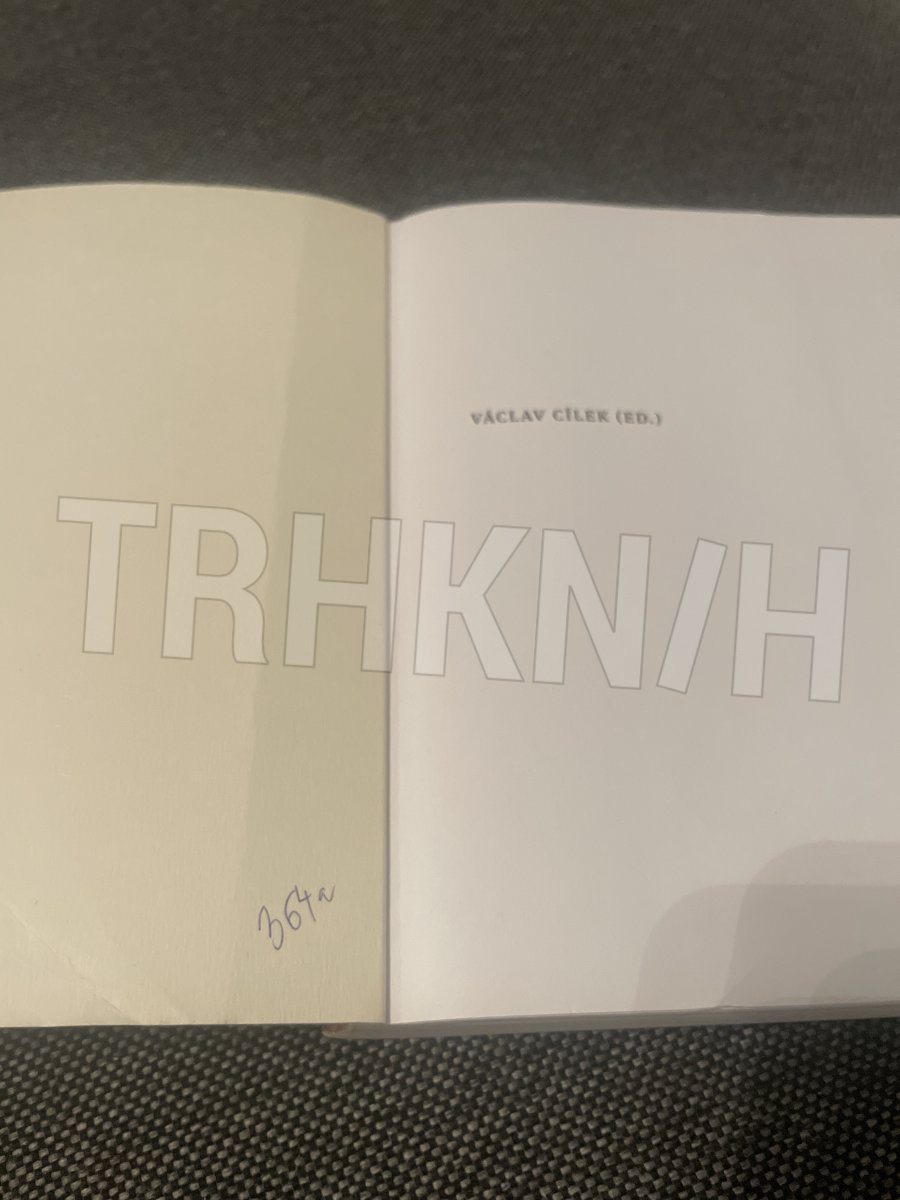 VÁCLAV CÍLEK (ED.)
TRHKN/H
364a